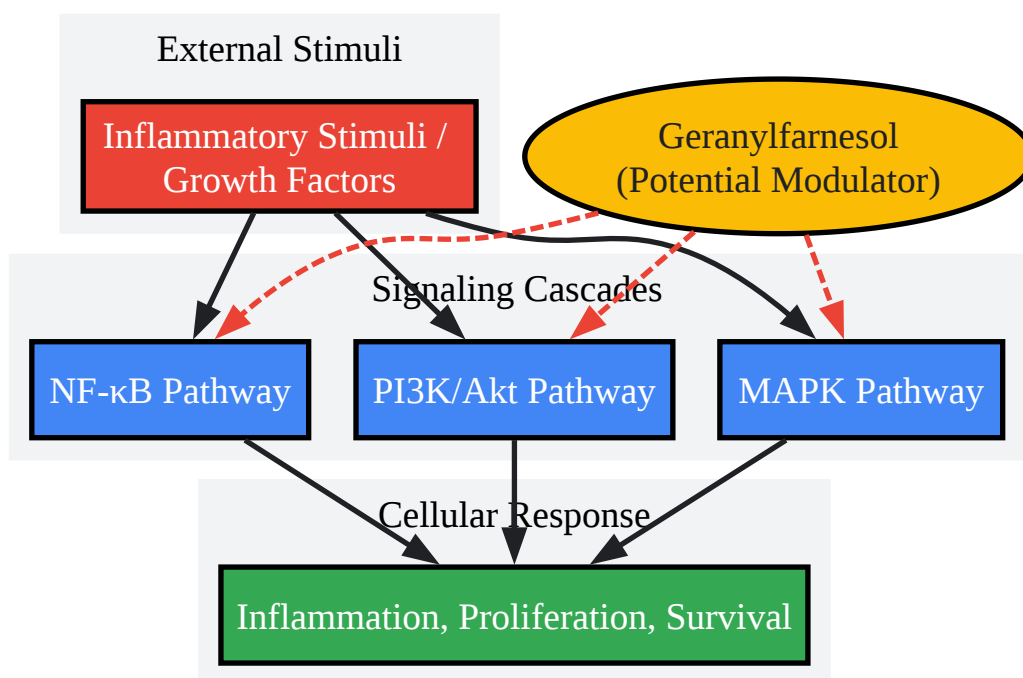 External Stimuli
Inflammatory Stimuli /
Growth Factors
Geranylfarnesol
(Potential Modulator)
Signaling Cascades
NF-κB Pathway
PI3K/Akt Pathway
MAPK Pathway
Cellular Response
Inflammation, Proliferation, Survival